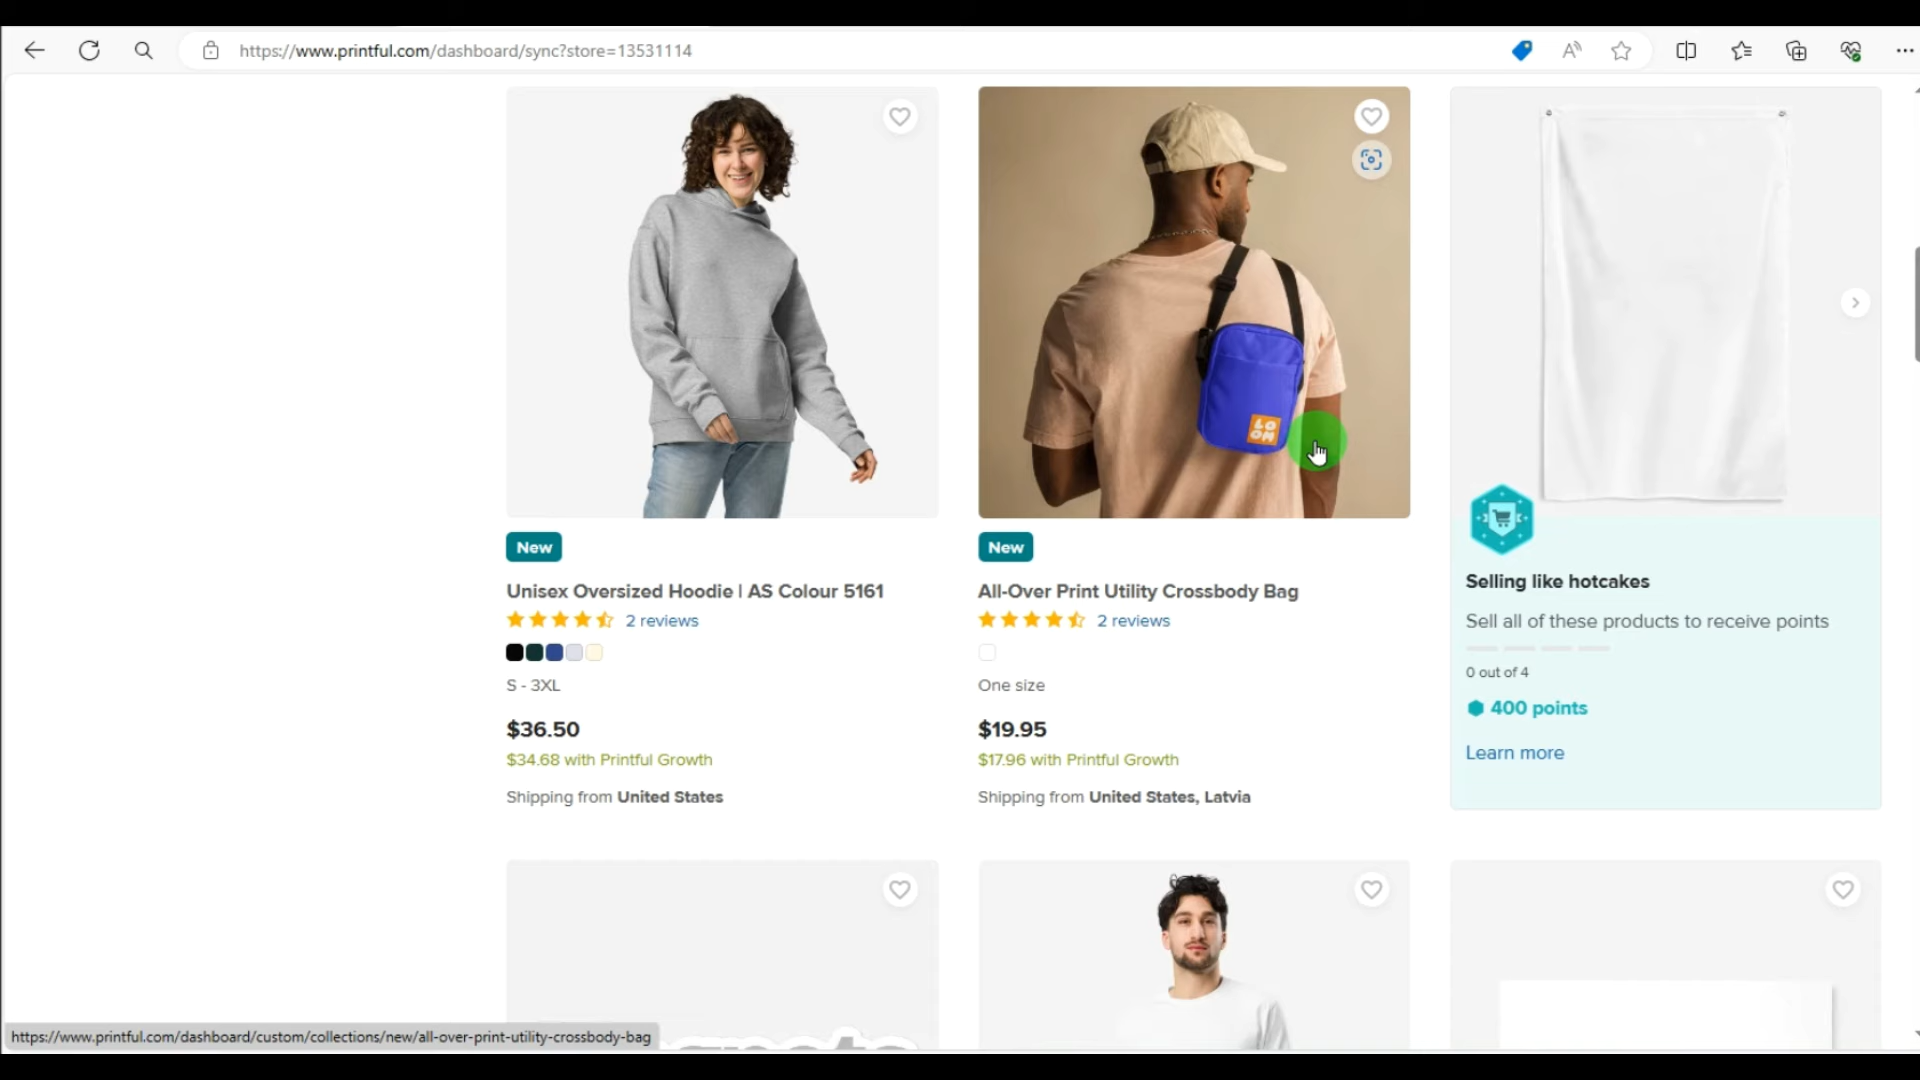 https://www.printful.com/dashboard/sync?store=13531114
LO
OM
New
Unisex Oversized Hoodie | AS Colour 5161
2 reviews
S - 3XL
$36.50
$34.68 with Printful Growth
Shipping from United States
New
All-Over Print Utility Crossbody Bag
2 reviews
One size
$19.95
$17.96 with Printful Growth
Shipping from United States, Latvia
Selling like hotcakes
Sell all of these products to receive points
0 out of 4
400 points
Learn more
https://www.printful.com/dashboard/custom/collections/new/all-over-print-utility-crossbody-bag